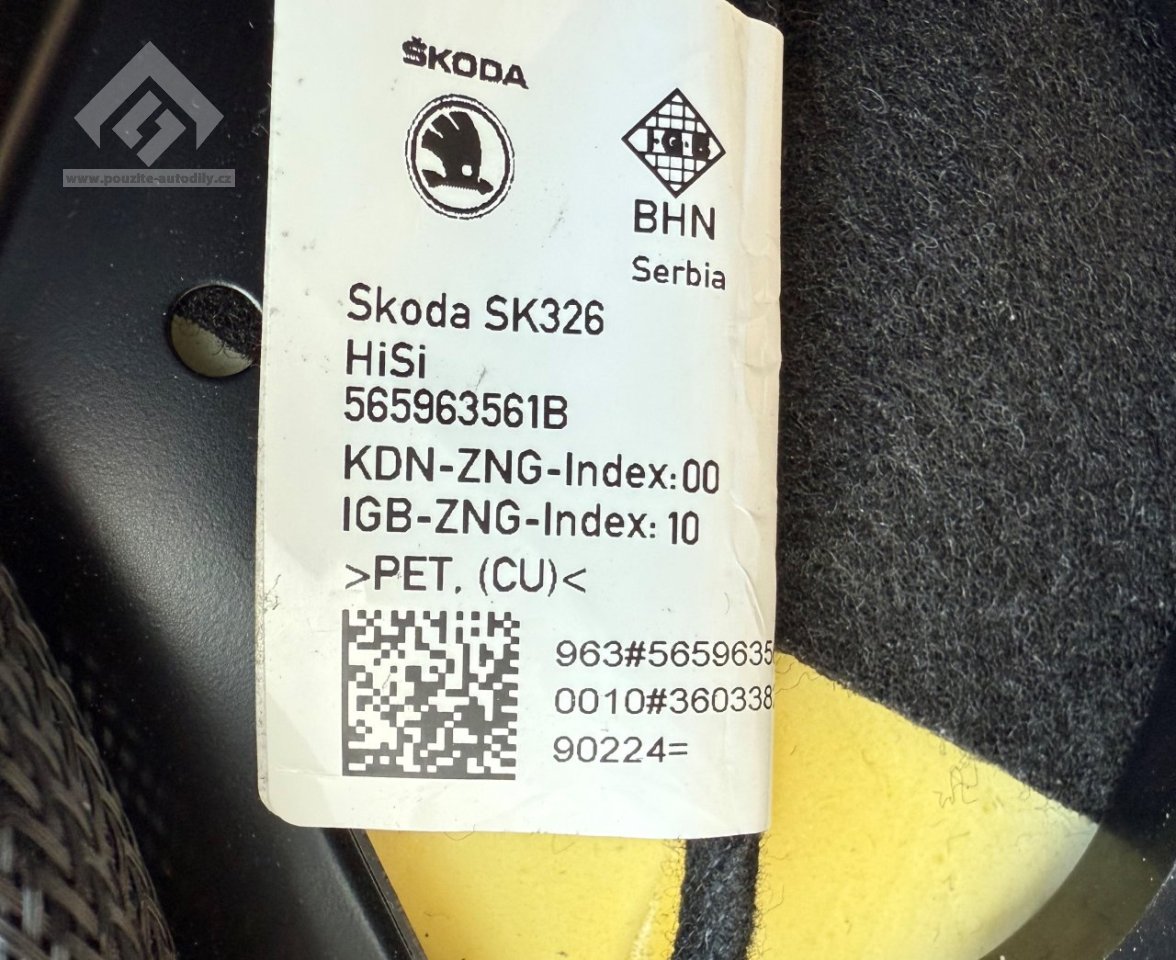 ŠKODA
I·G·B
BHN
Serbia
www.pouzite-autodily.cz
Skoda SK326
HiSi
565963561B
KDN-ZNG-Index:00
IGB-ZNG-Index: 10
>PET, (CU)<
963#5659635
0010#360338
90224=